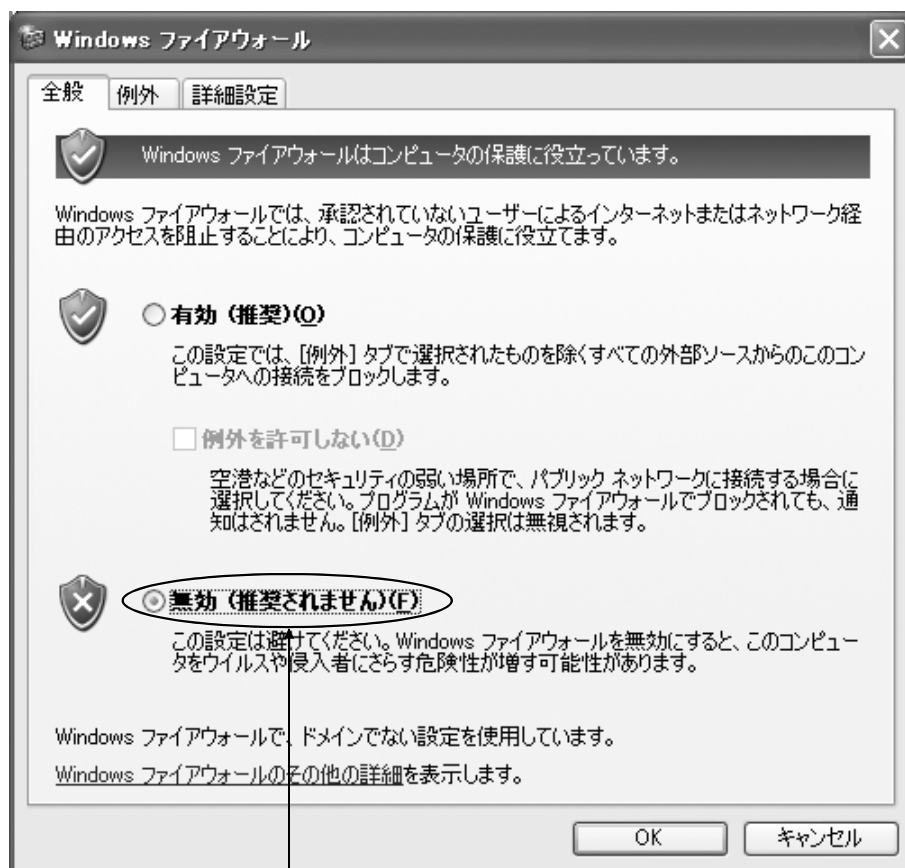 Windows ファイアウォール
全般 例外 詳細設定
Windows ファイアウォールはコンピュータの保護に役立っています。
Windows ファイアウォールでは、承認されていないユーザーによるインターネットまたはネットワーク経
由のアクセスを阻止することにより、コンピュータの保護に役立てます。
有効 (推奨)(O)
この設定では、[例外] タブで選択されたものを除くすべての外部ソースからのこのコン
ピュータへの接続をブロックします。
例外を許可しない(D)
空港などのセキュリティの弱い場所で、パブリック ネットワークに接続する場合に
選択してください。プログラムが Windows ファイアウォールでブロックされても、通
知はされません。[例外] タブの選択は無視されます。
無効 (推奨されません)(F)
この設定は避けてください。Windows ファイアウォールを無効にすると、このコンピュー
タをウイルスや侵入者にさらす危険性が増す可能性があります。
Windows ファイアウォールで、ドメインでない設定を使用しています。
Windows ファイアウォールのその他の詳細を表示します。
OK キャンセル